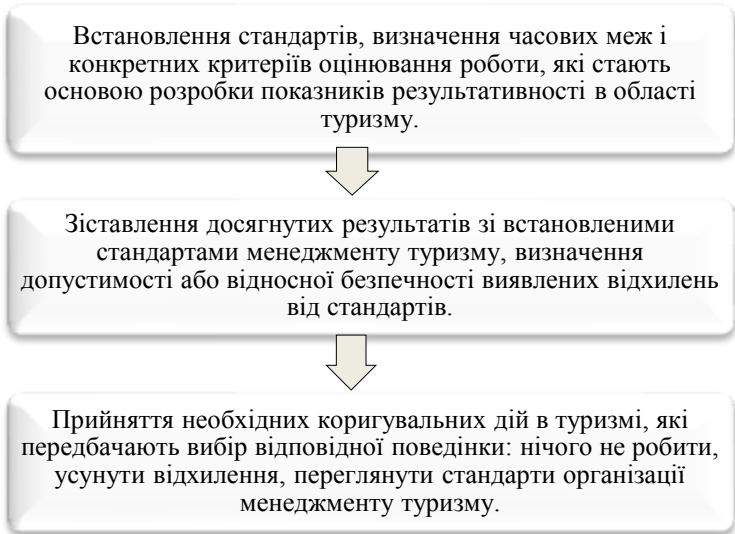 Встановлення стандартів, визначення часових меж і
конкретних критеріїв оцінювання роботи, які стають
основою розробки показників результативності в області
туризму.
Зіставлення досягнутих результатів зі встановленими
стандартами менеджменту туризму, визначення
допустимості або відносної безпечності виявлених відхилень
від стандартів.
Прийняття необхідних коригувальних дій в туризмі, які
передбачають вибір відповідної поведінки: нічого не робити,
усунути відхилення, переглянути стандарти організації
менеджменту туризму.